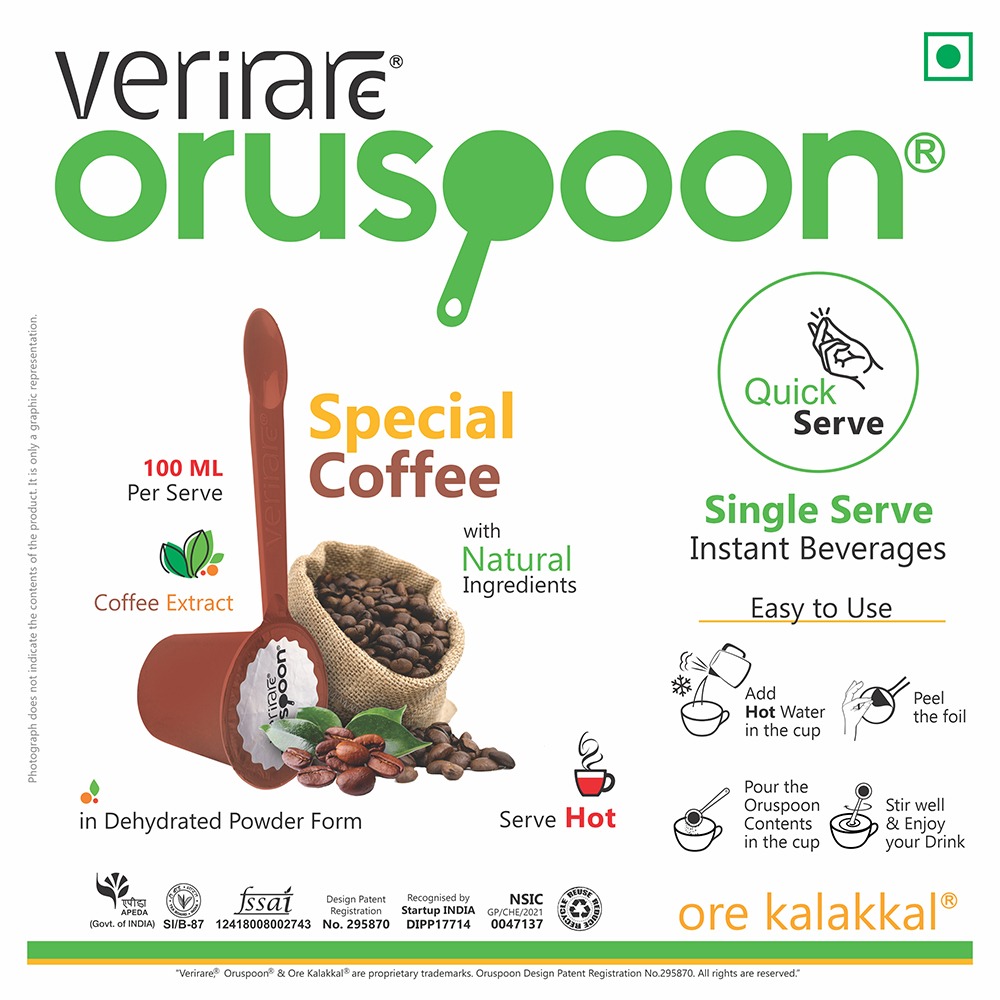 verirare®
oruspoon®
Quick
Serve
Special
Coffee
100 ML
Per Serve
with
Natural
Ingredients
Coffee Extract
Single Serve
Instant Beverages
Easy to Use
Add
Hot Water
in the cup
Peel
the foil
Pour the
Oruspoon
Contents
in the cup
Stir well
& Enjoy
your Drink
verirare®
spoon®
in Dehydrated Powder Form
Serve Hot
Photograph does not indicate the contents of the product. It is only a graphic representation.
एपीडा
APEDA
(Govt. of INDIA)
SI/B-87
fssai
12418008002743
Design Patent
Registration
No. 295870
Recognised by
Startup INDIA
DIPP17714
NSIC
GP/CHE/2021
0047137
REUSE
REDUCE
RECYCLE
ore kalakkal®
"Verirare® Oruspoon® & Ore Kalakkal® are proprietary trademarks. Oruspoon Design Patent Registration No.295870. All rights are reserved."